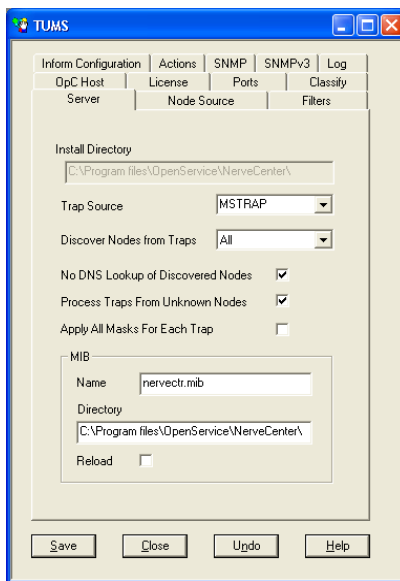 TUMS
Inform Configuration Actions SNMP SNMPv3 Log
OpC Host License Ports Classify
Server Node Source Filters
Install Directory
C:\Program files\OpenService\NerveCenter\
Trap Source MSTRAP
Discover Nodes from Traps All
No DNS Lookup of Discovered Nodes
Process Traps From Unknown Nodes
Apply All Masks For Each Trap
MIB
Name nervectr.mib
Directory
C:\Program files\OpenService\NerveCenter\
Reload
Save Close Undo Help